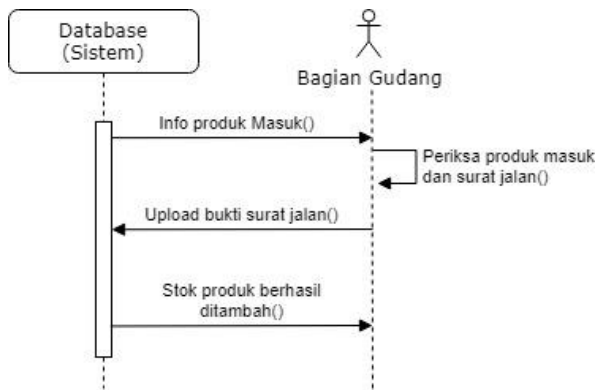 Database
(Sistem)
Bagian Gudang
Info produk Masuk()
Periksa produk masuk
dan surat jalan()
Upload bukti surat jalan()
Stok produk berhasil
ditambah()